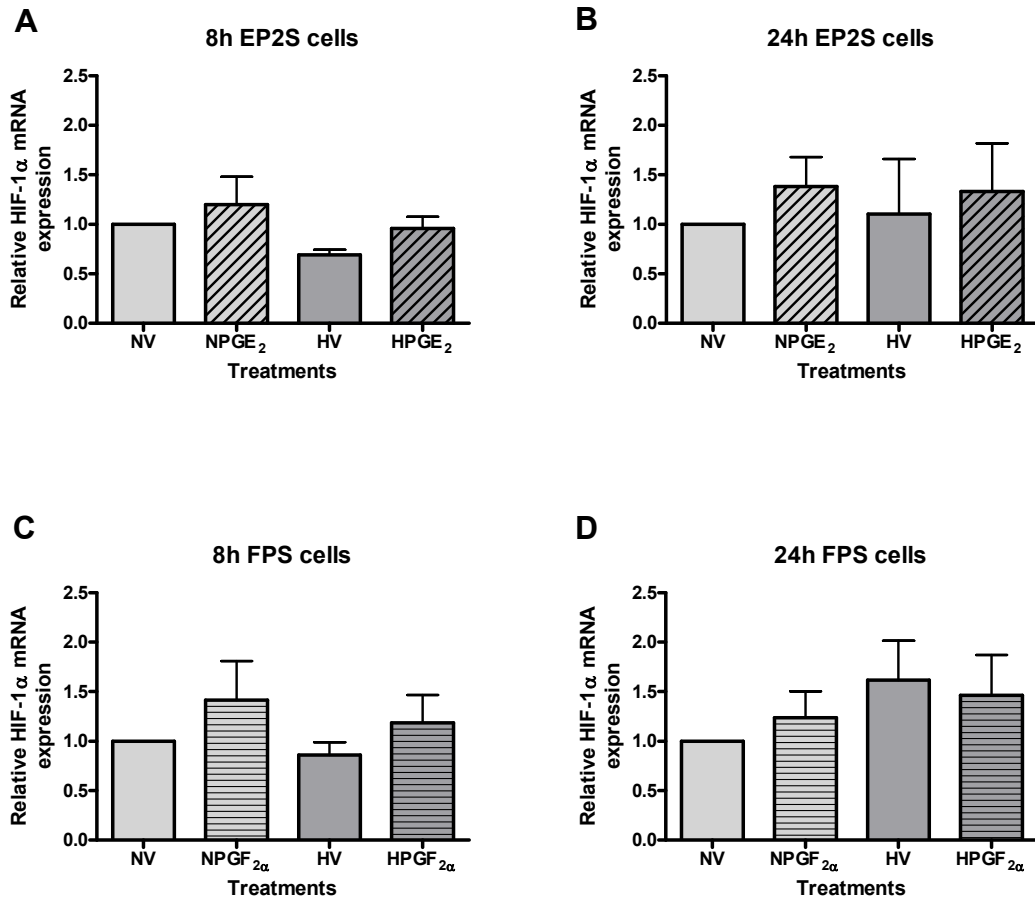 A
8h EP2S cells
Relative HIF-1α mRNA
expression
2.5
2.0
1.5
1.0
0.5
0.0
NV NPGE₂ HV HPGE₂
Treatments
B
24h EP2S cells
Relative HIF-1α mRNA
expression
2.5
2.0
1.5
1.0
0.5
0.0
NV NPGE₂ HV HPGE₂
Treatments
C
8h FPS cells
Relative HIF-1α mRNA
expression
2.5
2.0
1.5
1.0
0.5
0.0
NV NPGF₂α HV HPGF₂α
Treatments
D
24h FPS cells
Relative HIF-1α mRNA
expression
2.5
2.0
1.5
1.0
0.5
0.0
NV NPGF₂α HV HPGF₂α
Treatments